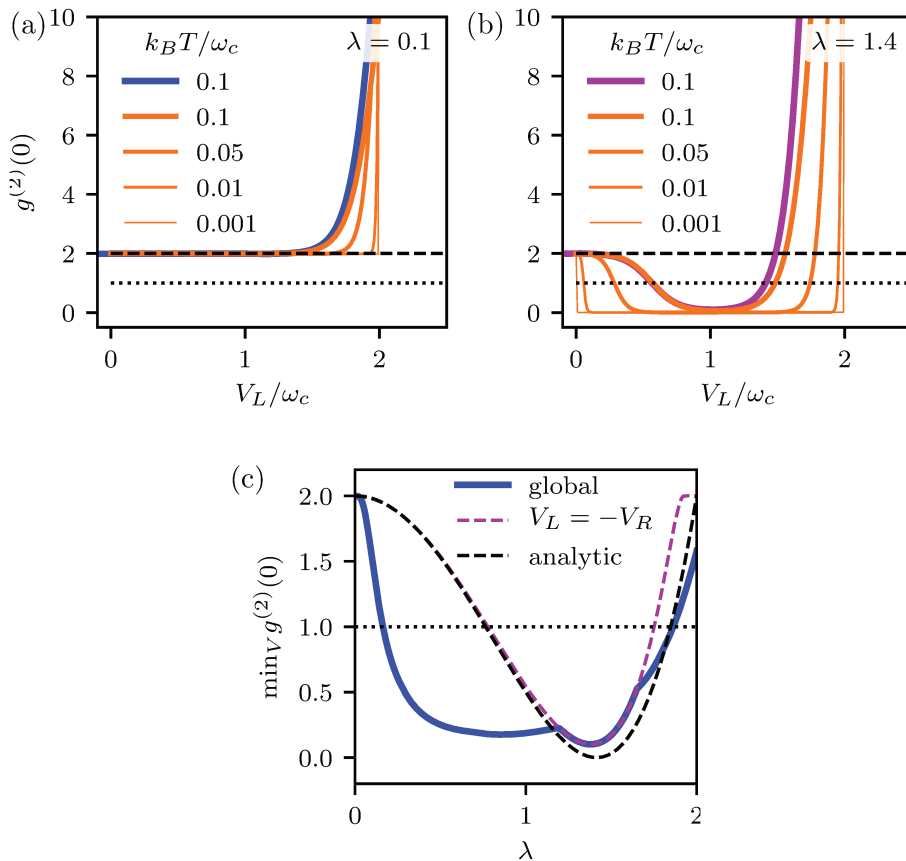 (a)
10
8
6
4
2
0
g^{(2)}(0)
k_BT/ω_c
λ = 0.1
0.1
0.1
0.05
0.01
0.001
0
1
2
V_L/ω_c
(b)
10
8
6
4
2
0
k_BT/ω_c
λ = 1.4
0.1
0.1
0.05
0.01
0.001
0
1
2
V_L/ω_c
(c)
2.0
1.5
1.0
0.5
0.0
min_V g^{(2)}(0)
global
V_L = −V_R
analytic
0
1
2
λ